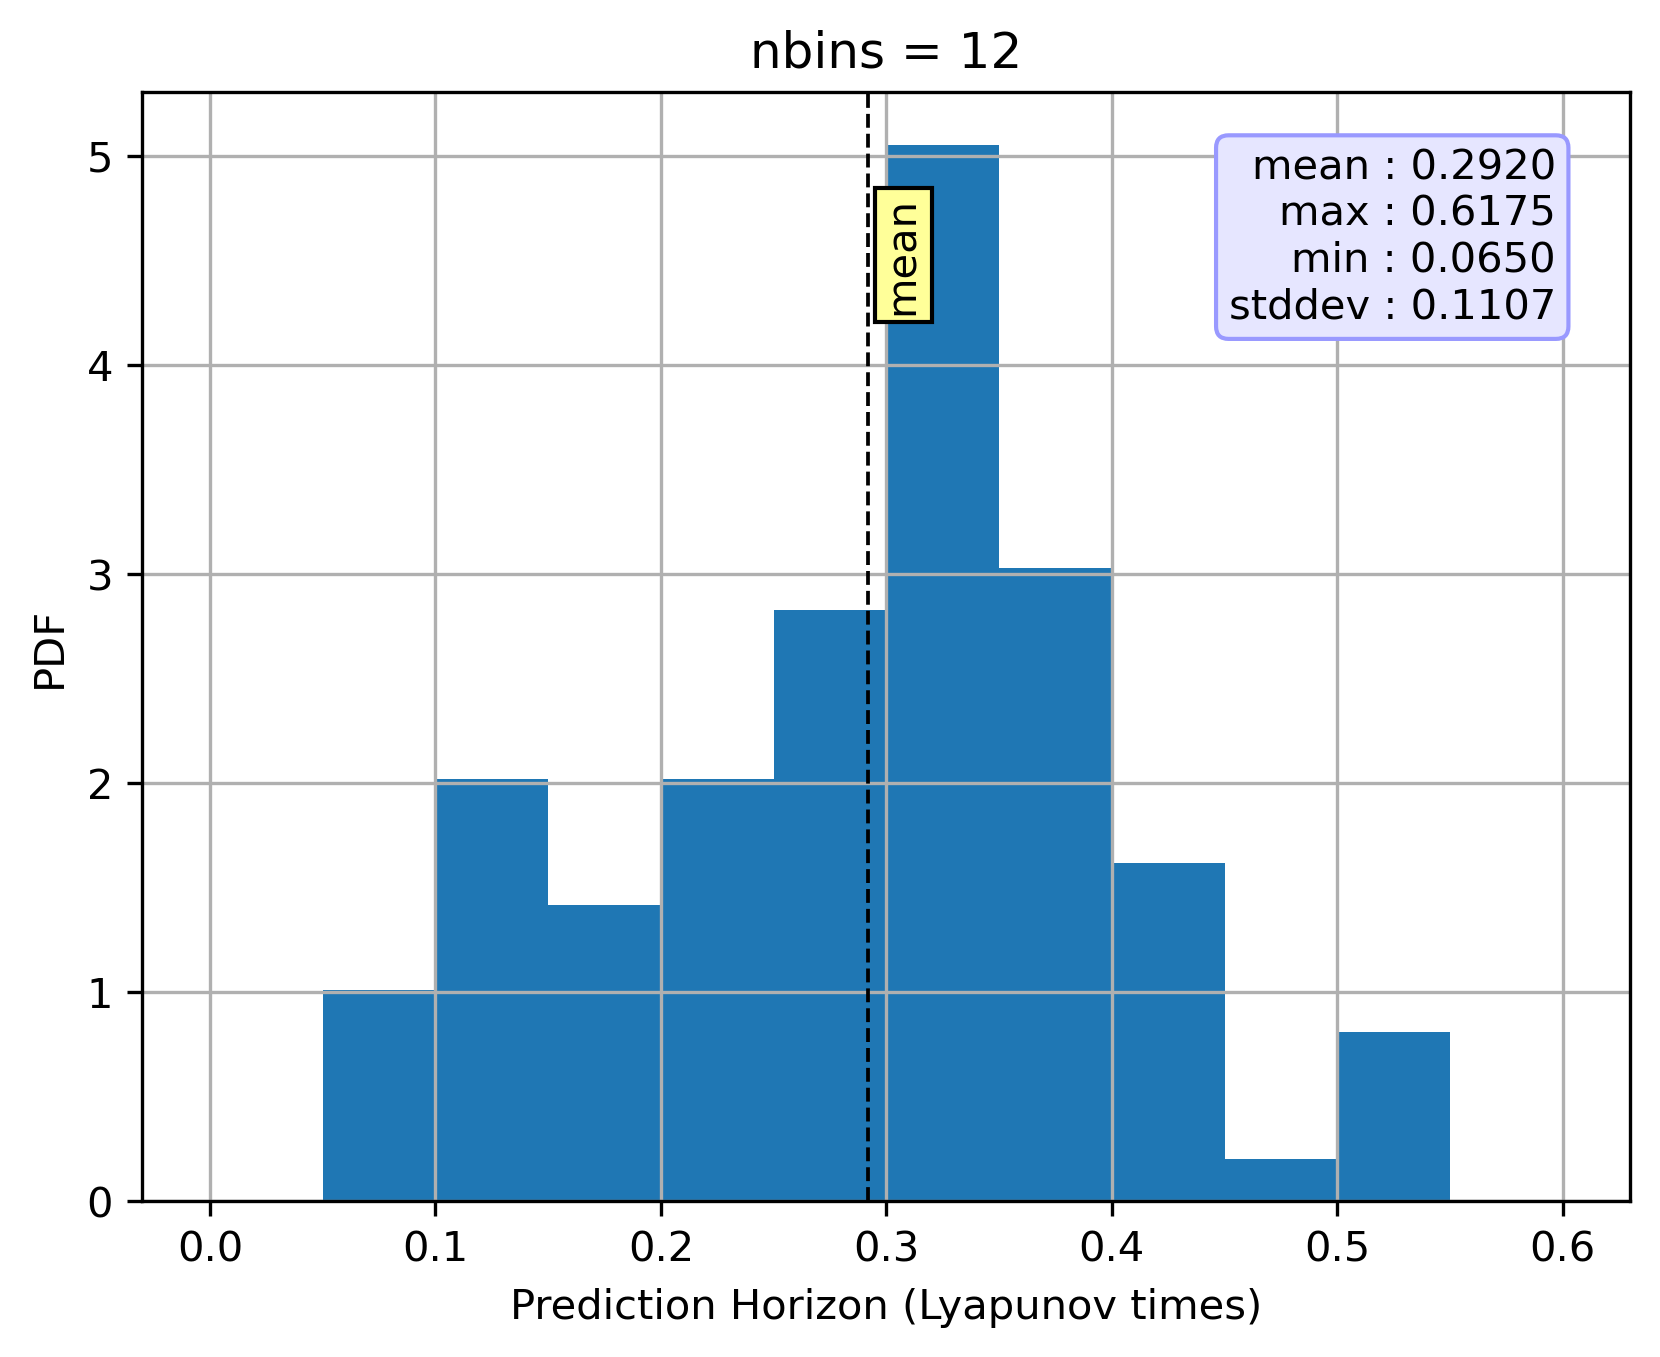 nbins = 12
mean : 0.2920
max : 0.6175
min : 0.0650
stddev : 0.1107
mean
PDF
5
4
3
2
1
0
0.0 0.1 0.2 0.3 0.4 0.5 0.6
Prediction Horizon (Lyapunov times)